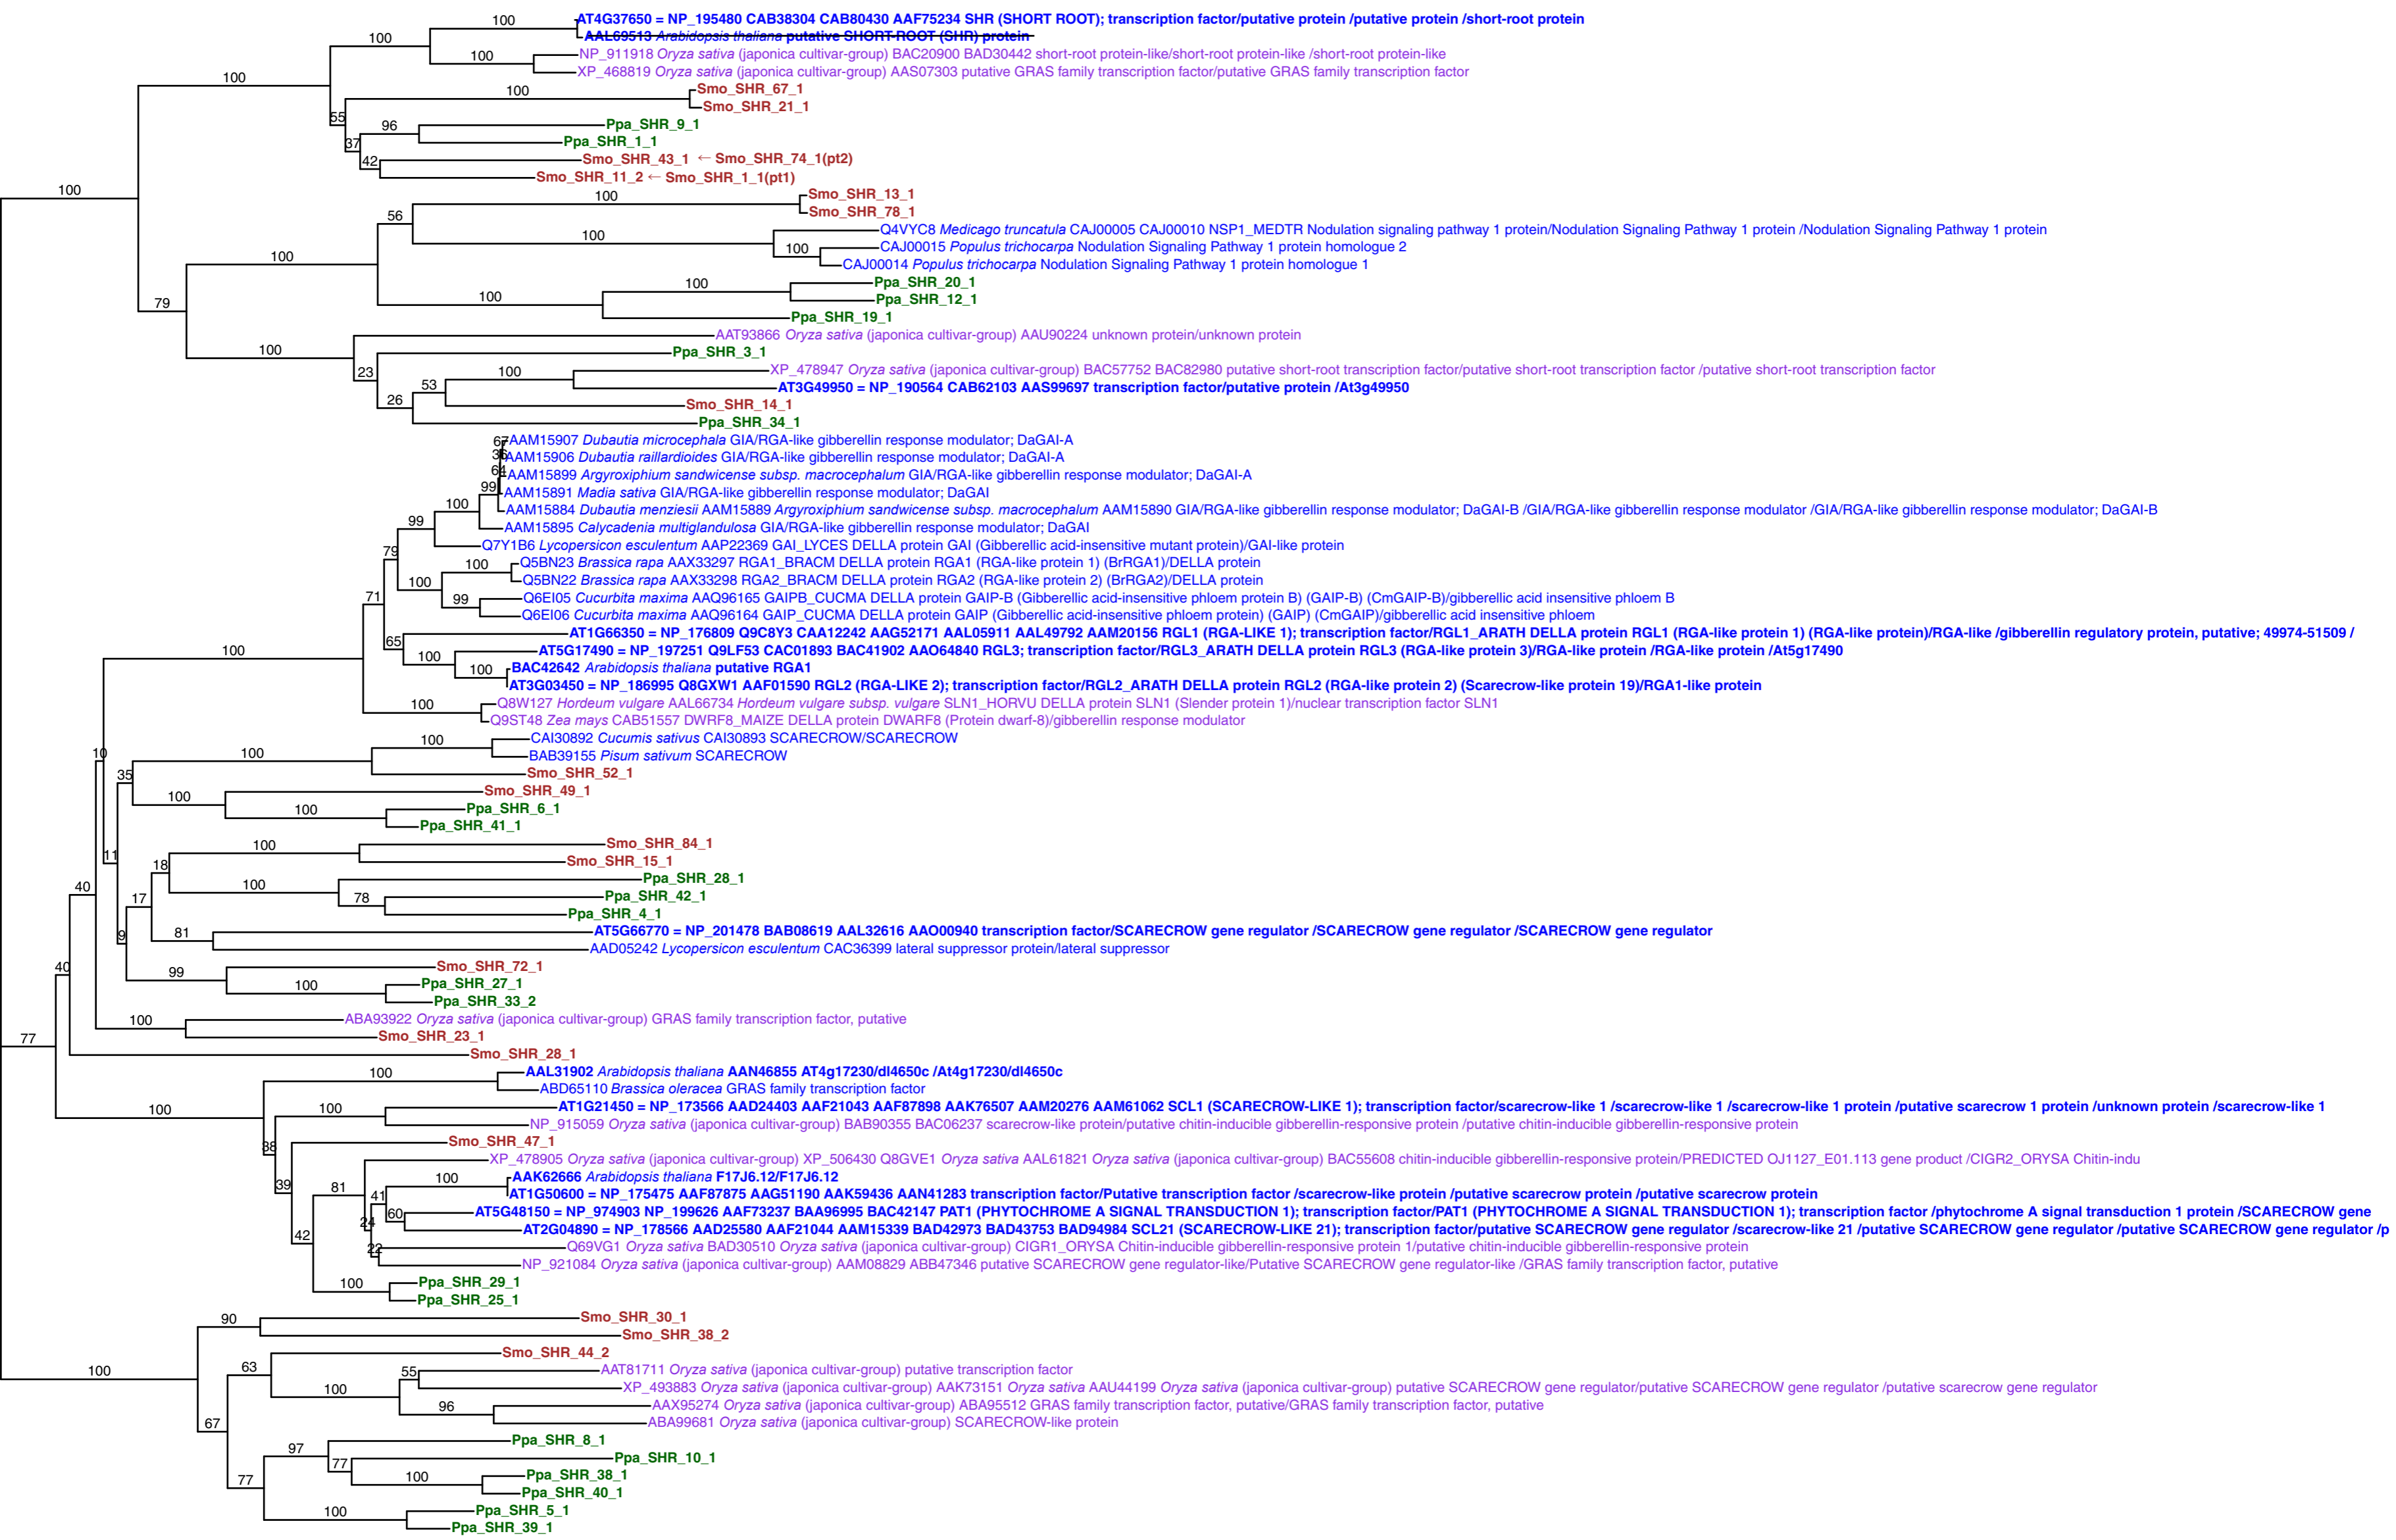 100
AT4G37650 = NP_195480 CAB38304 CAB80430 AAF75234 SHR (SHORT ROOT); transcription factor/putative protein /putative protein /short-root protein
AAL69513 Arabidopsis thaliana putative SHORT-ROOT (SHR) protein
100
NP_911918 Oryza sativa (japonica cultivar-group) BAC20900 BAD30442 short-root protein-like/short-root protein-like /short-root protein-like
100
XP_468819 Oryza sativa (japonica cultivar-group) AAS07303 putative GRAS family transcription factor/putative GRAS family transcription factor
100
100 Smo_SHR_67_1
Smo_SHR_21_1
55
96 Ppa_SHR_9_1
37 Ppa_SHR_1_1
42 Smo_SHR_43_1 ← Smo_SHR_74_1(pt2)
Smo_SHR_11_2 ← Smo_SHR_1_1(pt1)
100
100 Smo_SHR_13_1
56 Smo_SHR_78_1
100 Q4VYC8 Medicago truncatula CAJ00005 CAJ00010 NSP1_MEDTR Nodulation signaling pathway 1 protein/Nodulation Signaling Pathway 1 protein /Nodulation Signaling Pathway 1 protein
100 CAJ00015 Populus trichocarpa Nodulation Signaling Pathway 1 protein homologue 2
100 CAJ00014 Populus trichocarpa Nodulation Signaling Pathway 1 protein homologue 1
100 Ppa_SHR_20_1
79 100 Ppa_SHR_12_1
Ppa_SHR_19_1
AAT93866 Oryza sativa (japonica cultivar-group) AAU90224 unknown protein/unknown protein
100 Ppa_SHR_3_1
23 100 XP_478947 Oryza sativa (japonica cultivar-group) BAC57752 BAC82980 putative short-root transcription factor/putative short-root transcription factor /putative short-root transcription factor
53 AT3G49950 = NP_190564 CAB62103 AAS99697 transcription factor/putative protein /At3g49950
26 Smo_SHR_14_1
Ppa_SHR_34_1
67 AAM15907 Dubautia microcephala GIA/RGA-like gibberellin response modulator; DaGAI-A
AAM15906 Dubautia raillardioides GIA/RGA-like gibberellin response modulator; DaGAI-A
AAM15899 Argyroxiphium sandwicense subsp. macrocephalum GIA/RGA-like gibberellin response modulator; DaGAI-A
99 AAM15891 Madia sativa GIA/RGA-like gibberellin response modulator; DaGAI
100 AAM15884 Dubautia menziesii AAM15889 Argyroxiphium sandwicense subsp. macrocephalum AAM15890 GIA/RGA-like gibberellin response modulator; DaGAI-B /GIA/RGA-like gibberellin response modulator /GIA/RGA-like gibberellin response modulator; DaGAI-B
99 AAM15895 Calycadenia multiglandulosa GIA/RGA-like gibberellin response modulator; DaGAI
79 Q7Y1B6 Lycopersicon esculentum AAP22369 GAI_LYCES DELLA protein GAI (Gibberellic acid-insensitive mutant protein)/GAI-like protein
100 Q5BN23 Brassica rapa AAX33297 RGA1_BRACM DELLA protein RGA1 (RGA-like protein 1) (BrRGA1)/DELLA protein
100 Q5BN22 Brassica rapa AAX33298 RGA2_BRACM DELLA protein RGA2 (RGA-like protein 2) (BrRGA2)/DELLA protein
71 99 Q6EI05 Cucurbita maxima AAQ96165 GAIPB_CUCMA DELLA protein GAIP-B (Gibberellic acid-insensitive phloem protein B) (GAIP-B) (CmGAIP-B)/gibberellic acid insensitive phloem B
Q6EI06 Cucurbita maxima AAQ96164 GAIP_CUCMA DELLA protein GAIP (Gibberellic acid-insensitive phloem protein) (GAIP) (CmGAIP)/gibberellic acid insensitive phloem
65 AT1G66350 = NP_176809 Q9C8Y3 CAA12242 AAG52171 AAL05911 AAL49792 AAM20156 RGL1 (RGA-LIKE 1); transcription factor/RGL1_ARATH DELLA protein RGL1 (RGA-like protein 1) (RGA-like protein)/RGA-like /gibberellin regulatory protein, putative; 49974-51509 /
100 100 AT5G17490 = NP_197251 Q9LF53 CAC01893 BAC41902 AAO64840 RGL3; transcription factor/RGL3_ARATH DELLA protein RGL3 (RGA-like protein 3)/RGA-like protein /RGA-like protein /At5g17490
100 BAC42642 Arabidopsis thaliana putative RGA1
AT3G03450 = NP_186995 Q8GXW1 AAF01590 RGL2 (RGA-LIKE 2); transcription factor/RGL2_ARATH DELLA protein RGL2 (RGA-like protein 2) (Scarecrow-like protein 19)/RGA1-like protein
100 Q8W127 Hordeum vulgare AAL66734 Hordeum vulgare subsp. vulgare SLN1_HORVU DELLA protein SLN1 (Slender protein 1)/nuclear transcription factor SLN1
Q9ST48 Zea mays CAB51557 DWRF8_MAIZE DELLA protein DWARF8 (Protein dwarf-8)/gibberellin response modulator
100 CAI30892 Cucumis sativus CAI30893 SCARECROW/SCARECROW
10 100 BAB39155 Pisum sativum SCARECROW
35 Smo_SHR_52_1
100 Smo_SHR_49_1
100 Ppa_SHR_6_1
Ppa_SHR_41_1
100 Smo_SHR_84_1
11 18 Smo_SHR_15_1
40 100 Ppa_SHR_28_1
17 78 Ppa_SHR_42_1
Ppa_SHR_4_1
9 81 AT5G66770 = NP_201478 BAB08619 AAL32616 AAO00940 transcription factor/SCARECROW gene regulator /SCARECROW gene regulator /SCARECROW gene regulator
AAD05242 Lycopersicon esculentum CAC36399 lateral suppressor protein/lateral suppressor
40 99 Smo_SHR_72_1
100 Ppa_SHR_27_1
Ppa_SHR_33_2
100 ABA93922 Oryza sativa (japonica cultivar-group) GRAS family transcription factor, putative
77 Smo_SHR_23_1
Smo_SHR_28_1
100 AAL31902 Arabidopsis thaliana AAN46855 AT4g17230/dl4650c /At4g17230/dl4650c
ABD65110 Brassica oleracea GRAS family transcription factor
100 100 AT1G21450 = NP_173566 AAD24403 AAF21043 AAF87898 AAK76507 AAM20276 AAM61062 SCL1 (SCARECROW-LIKE 1); transcription factor/scarecrow-like 1 /scarecrow-like 1 /scarecrow-like 1 protein /putative scarecrow 1 protein /unknown protein /scarecrow-like 1
NP_915059 Oryza sativa (japonica cultivar-group) BAB90355 BAC06237 scarecrow-like protein/putative chitin-inducible gibberellin-responsive protein /putative chitin-inducible gibberellin-responsive protein
38 Smo_SHR_47_1
XP_478905 Oryza sativa (japonica cultivar-group) XP_506430 Q8GVE1 Oryza sativa AAL61821 Oryza sativa (japonica cultivar-group) BAC55608 chitin-inducible gibberellin-responsive protein/PREDICTED OJ1127_E01.113 gene product /CIGR2_ORYSA Chitin-indu
39 81 100 AAK62666 Arabidopsis thaliana F17J6.12/F17J6.12
41 AT1G50600 = NP_175475 AAF87875 AAG51190 AAK59436 AAN41283 transcription factor/Putative transcription factor /scarecrow-like protein /putative scarecrow protein /putative scarecrow protein
24 60 AT5G48150 = NP_974903 NP_199626 AAF73237 BAA96995 BAC42147 PAT1 (PHYTOCHROME A SIGNAL TRANSDUCTION 1); transcription factor/PAT1 (PHYTOCHROME A SIGNAL TRANSDUCTION 1); transcription factor /phytochrome A signal transduction 1 protein /SCARECROW gene
42 AT2G04890 = NP_178566 AAD25580 AAF21044 AAM15339 BAD42973 BAD43753 BAD94984 SCL21 (SCARECROW-LIKE 21); transcription factor/putative SCARECROW gene regulator /scarecrow-like 21 /putative SCARECROW gene regulator /putative SCARECROW gene regulator /p
22 Q69VG1 Oryza sativa BAD30510 Oryza sativa (japonica cultivar-group) CIGR1_ORYSA Chitin-inducible gibberellin-responsive protein 1/putative chitin-inducible gibberellin-responsive protein
NP_921084 Oryza sativa (japonica cultivar-group) AAM08829 ABB47346 putative SCARECROW gene regulator-like/Putative SCARECROW gene regulator-like /GRAS family transcription factor, putative
100 Ppa_SHR_29_1
Ppa_SHR_25_1
90 Smo_SHR_30_1
Smo_SHR_38_2
63 Smo_SHR_44_2
100 55 AAT81711 Oryza sativa (japonica cultivar-group) putative transcription factor
100 XP_493883 Oryza sativa (japonica cultivar-group) AAK73151 Oryza sativa AAU44199 Oryza sativa (japonica cultivar-group) putative SCARECROW gene regulator/putative SCARECROW gene regulator /putative scarecrow gene regulator
96 AAX95274 Oryza sativa (japonica cultivar-group) ABA95512 GRAS family transcription factor, putative/GRAS family transcription factor, putative
67 ABA99681 Oryza sativa (japonica cultivar-group) SCARECROW-like protein
97 Ppa_SHR_8_1
77 Ppa_SHR_10_1
77 100 Ppa_SHR_38_1
Ppa_SHR_40_1
100 Ppa_SHR_5_1
Ppa_SHR_39_1